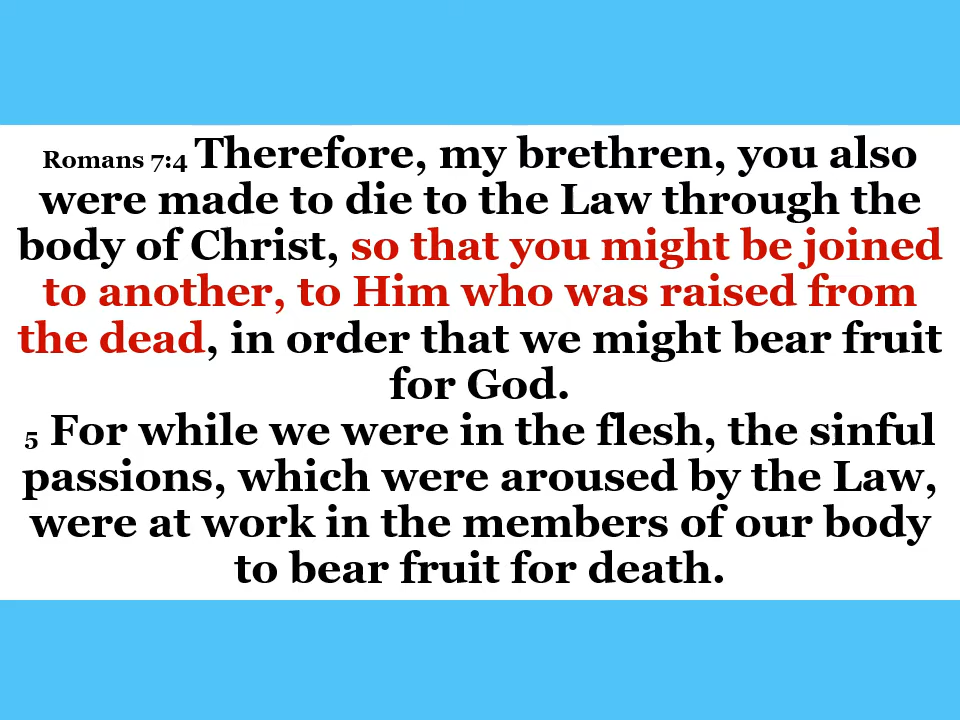 Romans 7:4 Therefore, my brethren, you also
were made to die to the Law through the
body of Christ, so that you might be joined
to another, to Him who was raised from
the dead, in order that we might bear fruit
for God.
5 For while we were in the flesh, the sinful
passions, which were aroused by the Law,
were at work in the members of our body
to bear fruit for death.